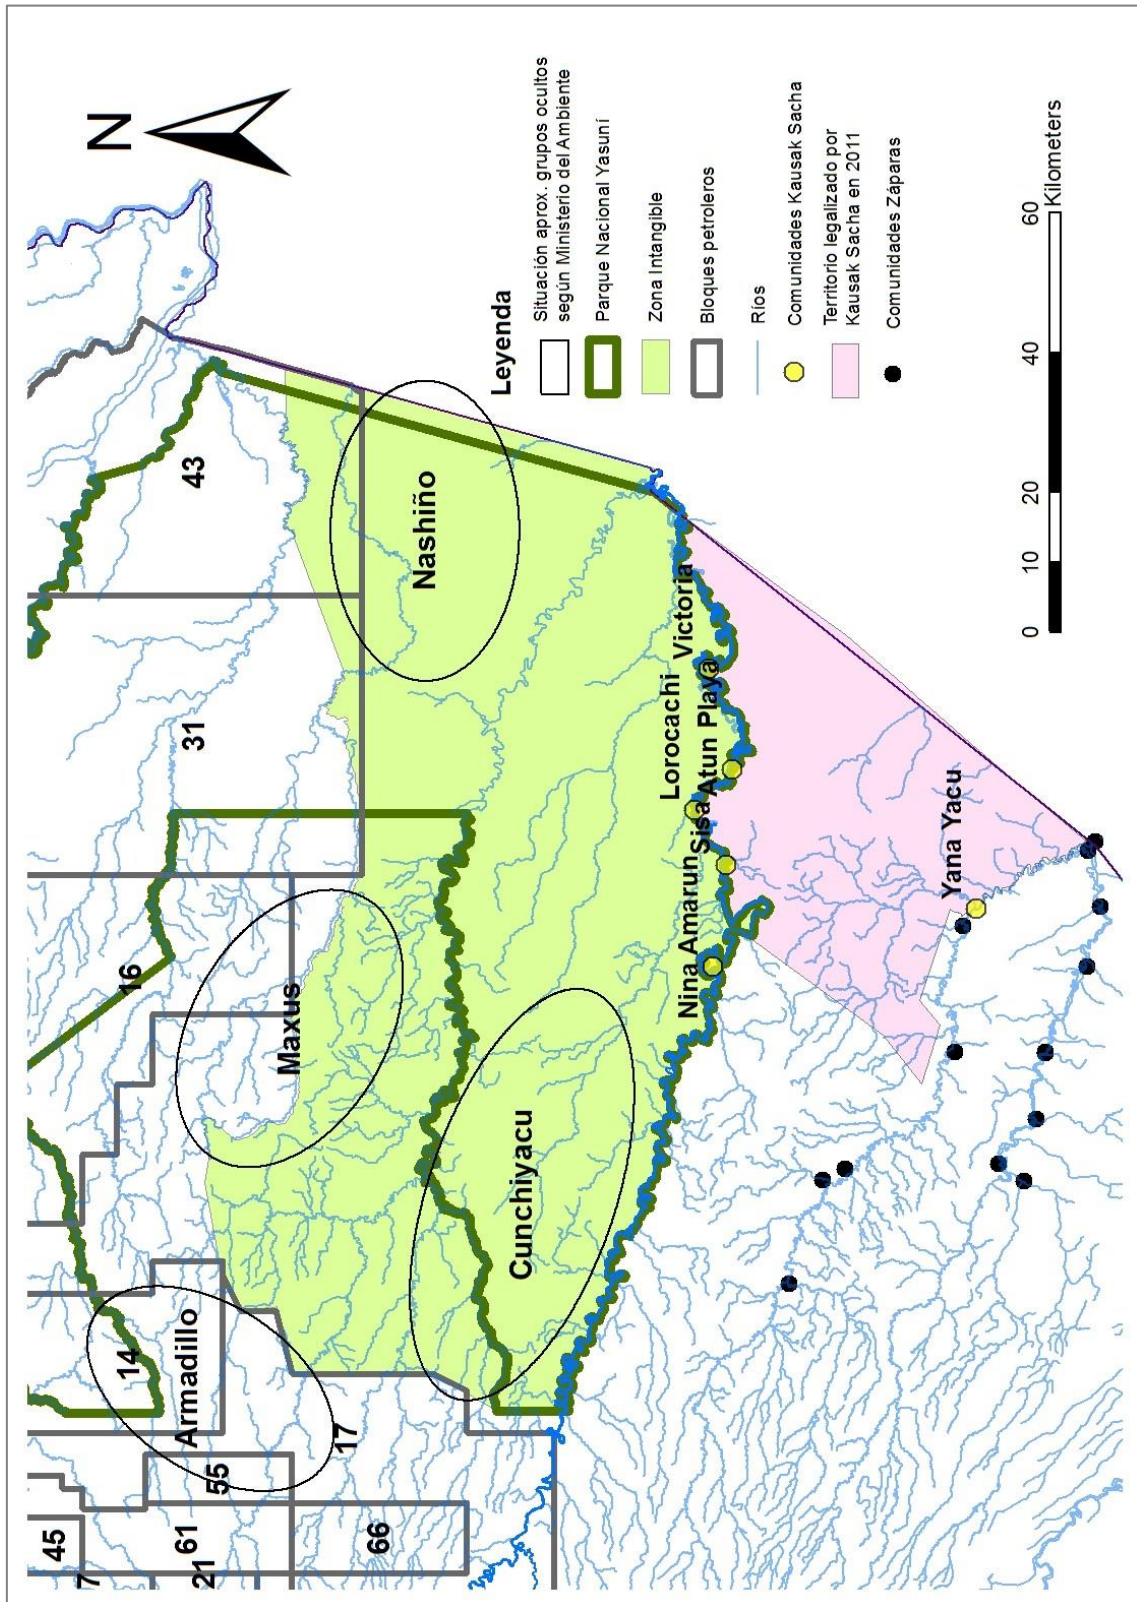 N
Leyenda
Situación aprox. grupos ocultos
según Ministerio del Ambiente
Parque Nacional Yasuní
Zona Intangible
Bloques petroleros
Ríos
Comunidades Kausak Sacha
Territorio legalizado por
Kusak Sacha en 2011
Comunidades Záparas
0 10 20 40 60
Kilometers
45
7
61
21
55
14
Armadillo
17
66
16
Maxus
31
43
Nashiño
Cunchiyacu
Nina Amarun
Sisa
Lorocachi
Atun Playa
Victoria
Yana Yacu